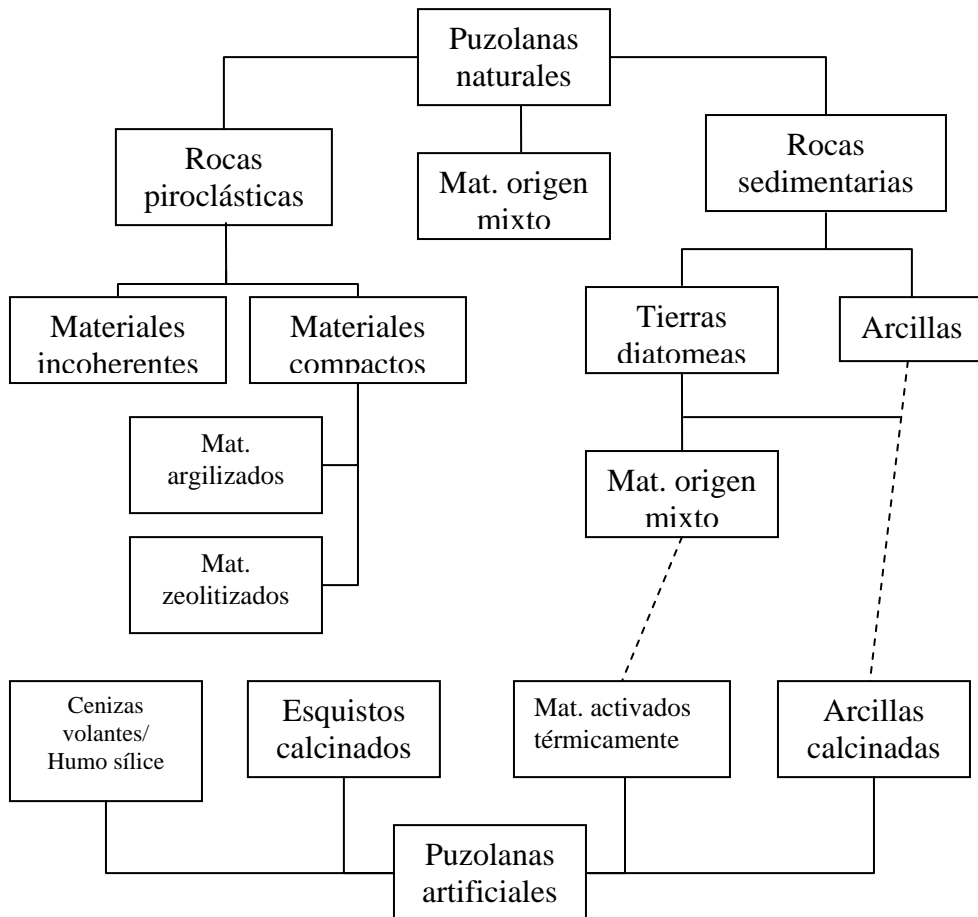 Puzolanas
naturales
Rocas
piroclásticas
Mat. origen
mixto
Rocas
sedimentarias
Materiales
incoherentes
Materiales
compactos
Tierras
diatomeas
Arcillas
Mat.
argilizados
Mat. origen
mixto
Mat.
zeolitizados
Cenizas
volantes/
Humo sílice
Esquistos
calcinados
Mat. activados
térmicamente
Arcillas
calcinadas
Puzolanas
artificiales